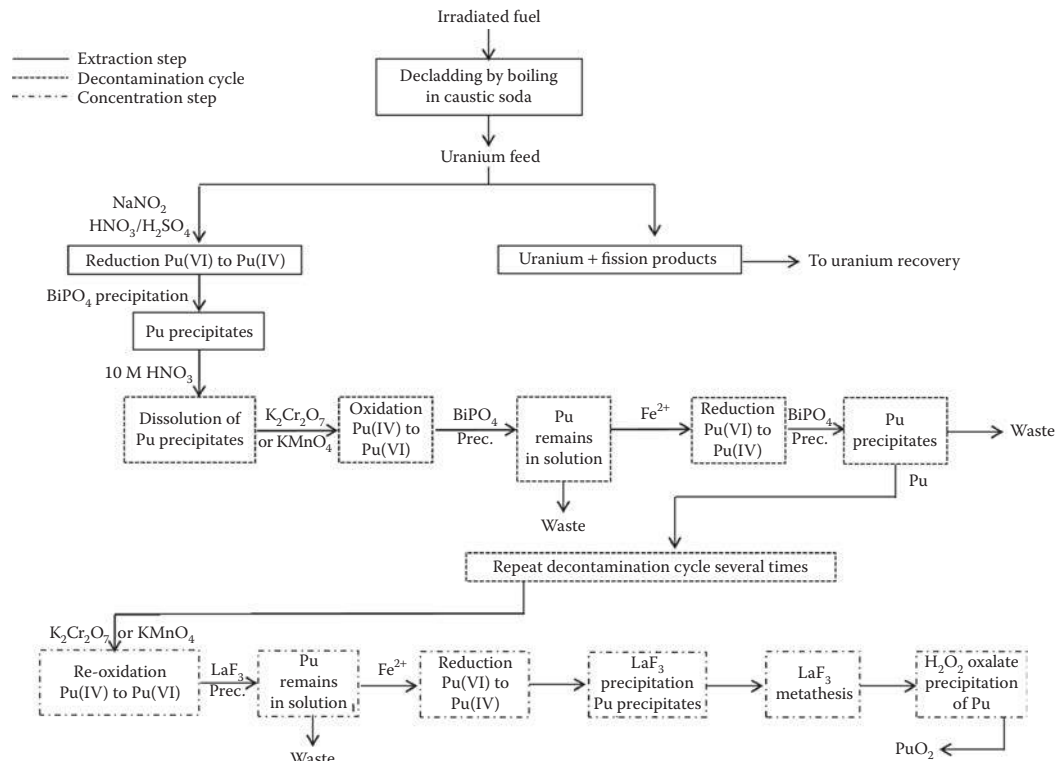 Irradiated fuel
Extraction step
Decontamination cycle
Concentration step
Decladding by boiling
in caustic soda
Uranium feed
NaNO₂
HNO₃/H₂SO₄
Reduction Pu(VI) to Pu(IV)
Uranium + fission products
To uranium recovery
BiPO₄ precipitation
Pu precipitates
10 M HNO₃
Dissolution of
Pu precipitates
K₂Cr₂O₇
or KMnO₄
Oxidation
Pu(IV) to
Pu(VI)
BiPO₄
Prec.
Pu
remains
in solution
Fe²⁺
Reduction
Pu(VI) to
Pu(IV)
BiPO₄
Prec.
Pu
precipitates
Waste
Waste
Pu
Repeat decontamination cycle several times
K₂Cr₂O₇ or KMnO₄
Re-oxidation
Pu(IV) to Pu(VI)
LaF₃
Prec.
Pu
remains
in solution
Fe²⁺
Reduction
Pu(VI) to
Pu(IV)
LaF₃
precipitation
Pu precipitates
LaF₃
metathesis
H₂O₂ oxalate
precipitation
of Pu
Waste
PuO₂